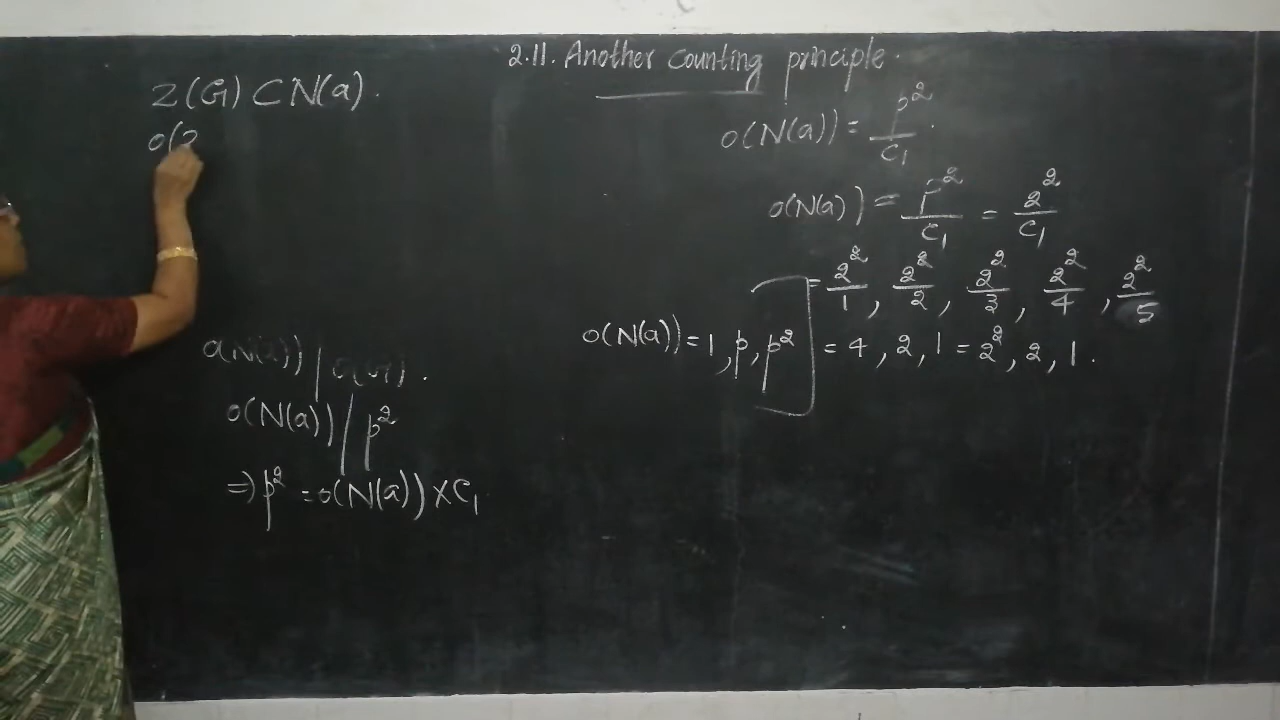 2.11. Another counting principle.
Z(G) ⊂ N(a).
o(2
o(N(a)) / o(G).
o(N(a)) / p²
⇒ p² = o(N(a)) × c₁
o(N(a)) = p²/c₁.
o(N(a)) = p²/c₁ = 2²/c₁
= 2²/1, 2²/2, 2²/3, 2²/4, 2²/5
o(N(a)) = 1, p, p² = 4, 2, 1 = 2², 2, 1.